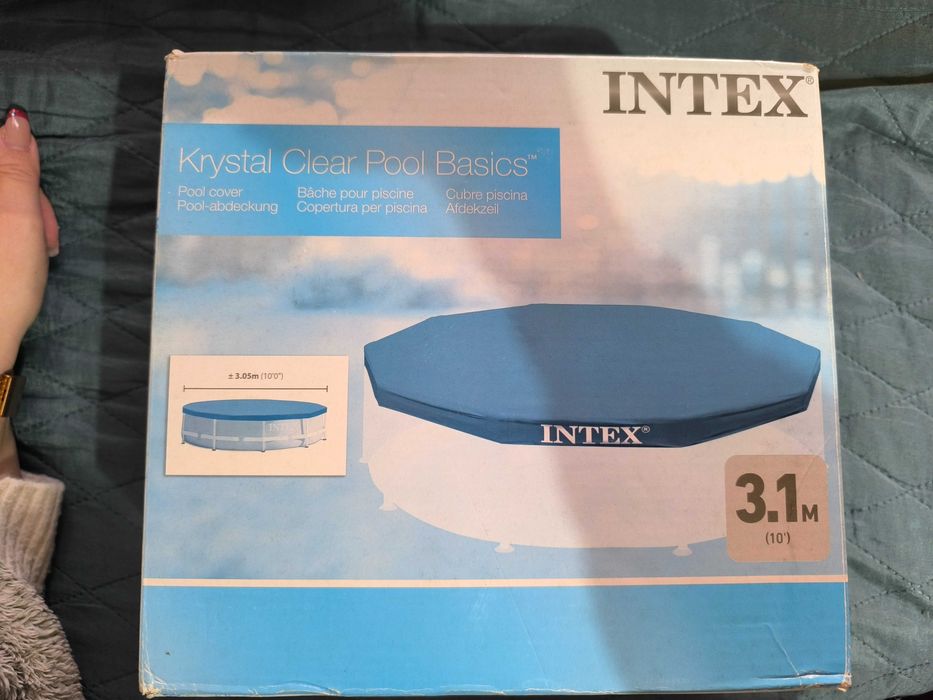 INTEX®
Krystal Clear Pool Basics™
Pool cover Bâche pour piscine Cubre piscina
Pool-abdeckung Copertura per piscina Afdekzeil
± 3.05m (10'0")
INTEX
INTEX®
3.1M
(10')